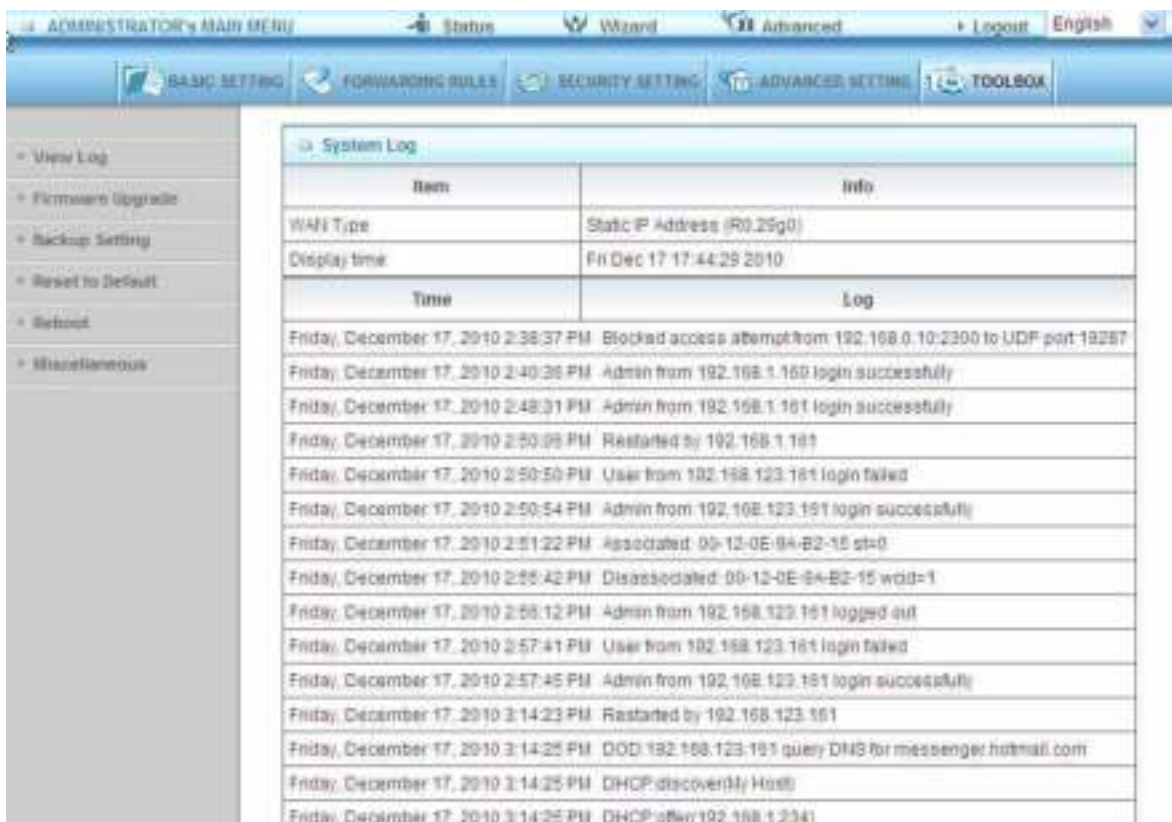 ADMINISTRATOR's MAIN MENU Status Wizard Advanced Logout English
BASIC SETTING FORWARDING RULES SECURITY SETTING ADVANCED SETTING TOOLBOX
View Log
Firmware Upgrade
Backup Setting
Reset to Default
Reboot
Miscellaneous
System Log
Item Info
WAN Type Static IP Address (R0.25g0)
Display time Fri Dec 17 17:44:29 2010
Time Log
Friday, December 17, 2010 2:38:37 PM Blocked access attempt from 192.168.0.10:2300 to UDP port 19287
Friday, December 17, 2010 2:40:36 PM Admin from 192.168.1.160 login successfully
Friday, December 17, 2010 2:48:31 PM Admin from 192.168.1.161 login successfully
Friday, December 17, 2010 2:50:06 PM Restarted by 192.168.1.161
Friday, December 17, 2010 2:50:50 PM User from 192.168.123.161 login failed
Friday, December 17, 2010 2:50:54 PM Admin from 192.168.123.161 login successfully
Friday, December 17, 2010 2:51:22 PM Associated: 00-12-0E-9A-B2-15 st=0
Friday, December 17, 2010 2:55:42 PM Disassociated: 00-12-0E-9A-B2-15 wcid=1
Friday, December 17, 2010 2:56:12 PM Admin from 192.168.123.161 logged out
Friday, December 17, 2010 2:57:41 PM User from 192.168.123.161 login failed
Friday, December 17, 2010 2:57:45 PM Admin from 192.168.123.161 login successfully
Friday, December 17, 2010 3:14:23 PM Restarted by 192.168.123.161
Friday, December 17, 2010 3:14:25 PM DOD:192.168.123.161 query DNS for messenger.hotmail.com
Friday, December 17, 2010 3:14:25 PM DHCP:discover(My Host)
Friday, December 17, 2010 3:14:25 PM DHCP:offer(192.168.1.234)